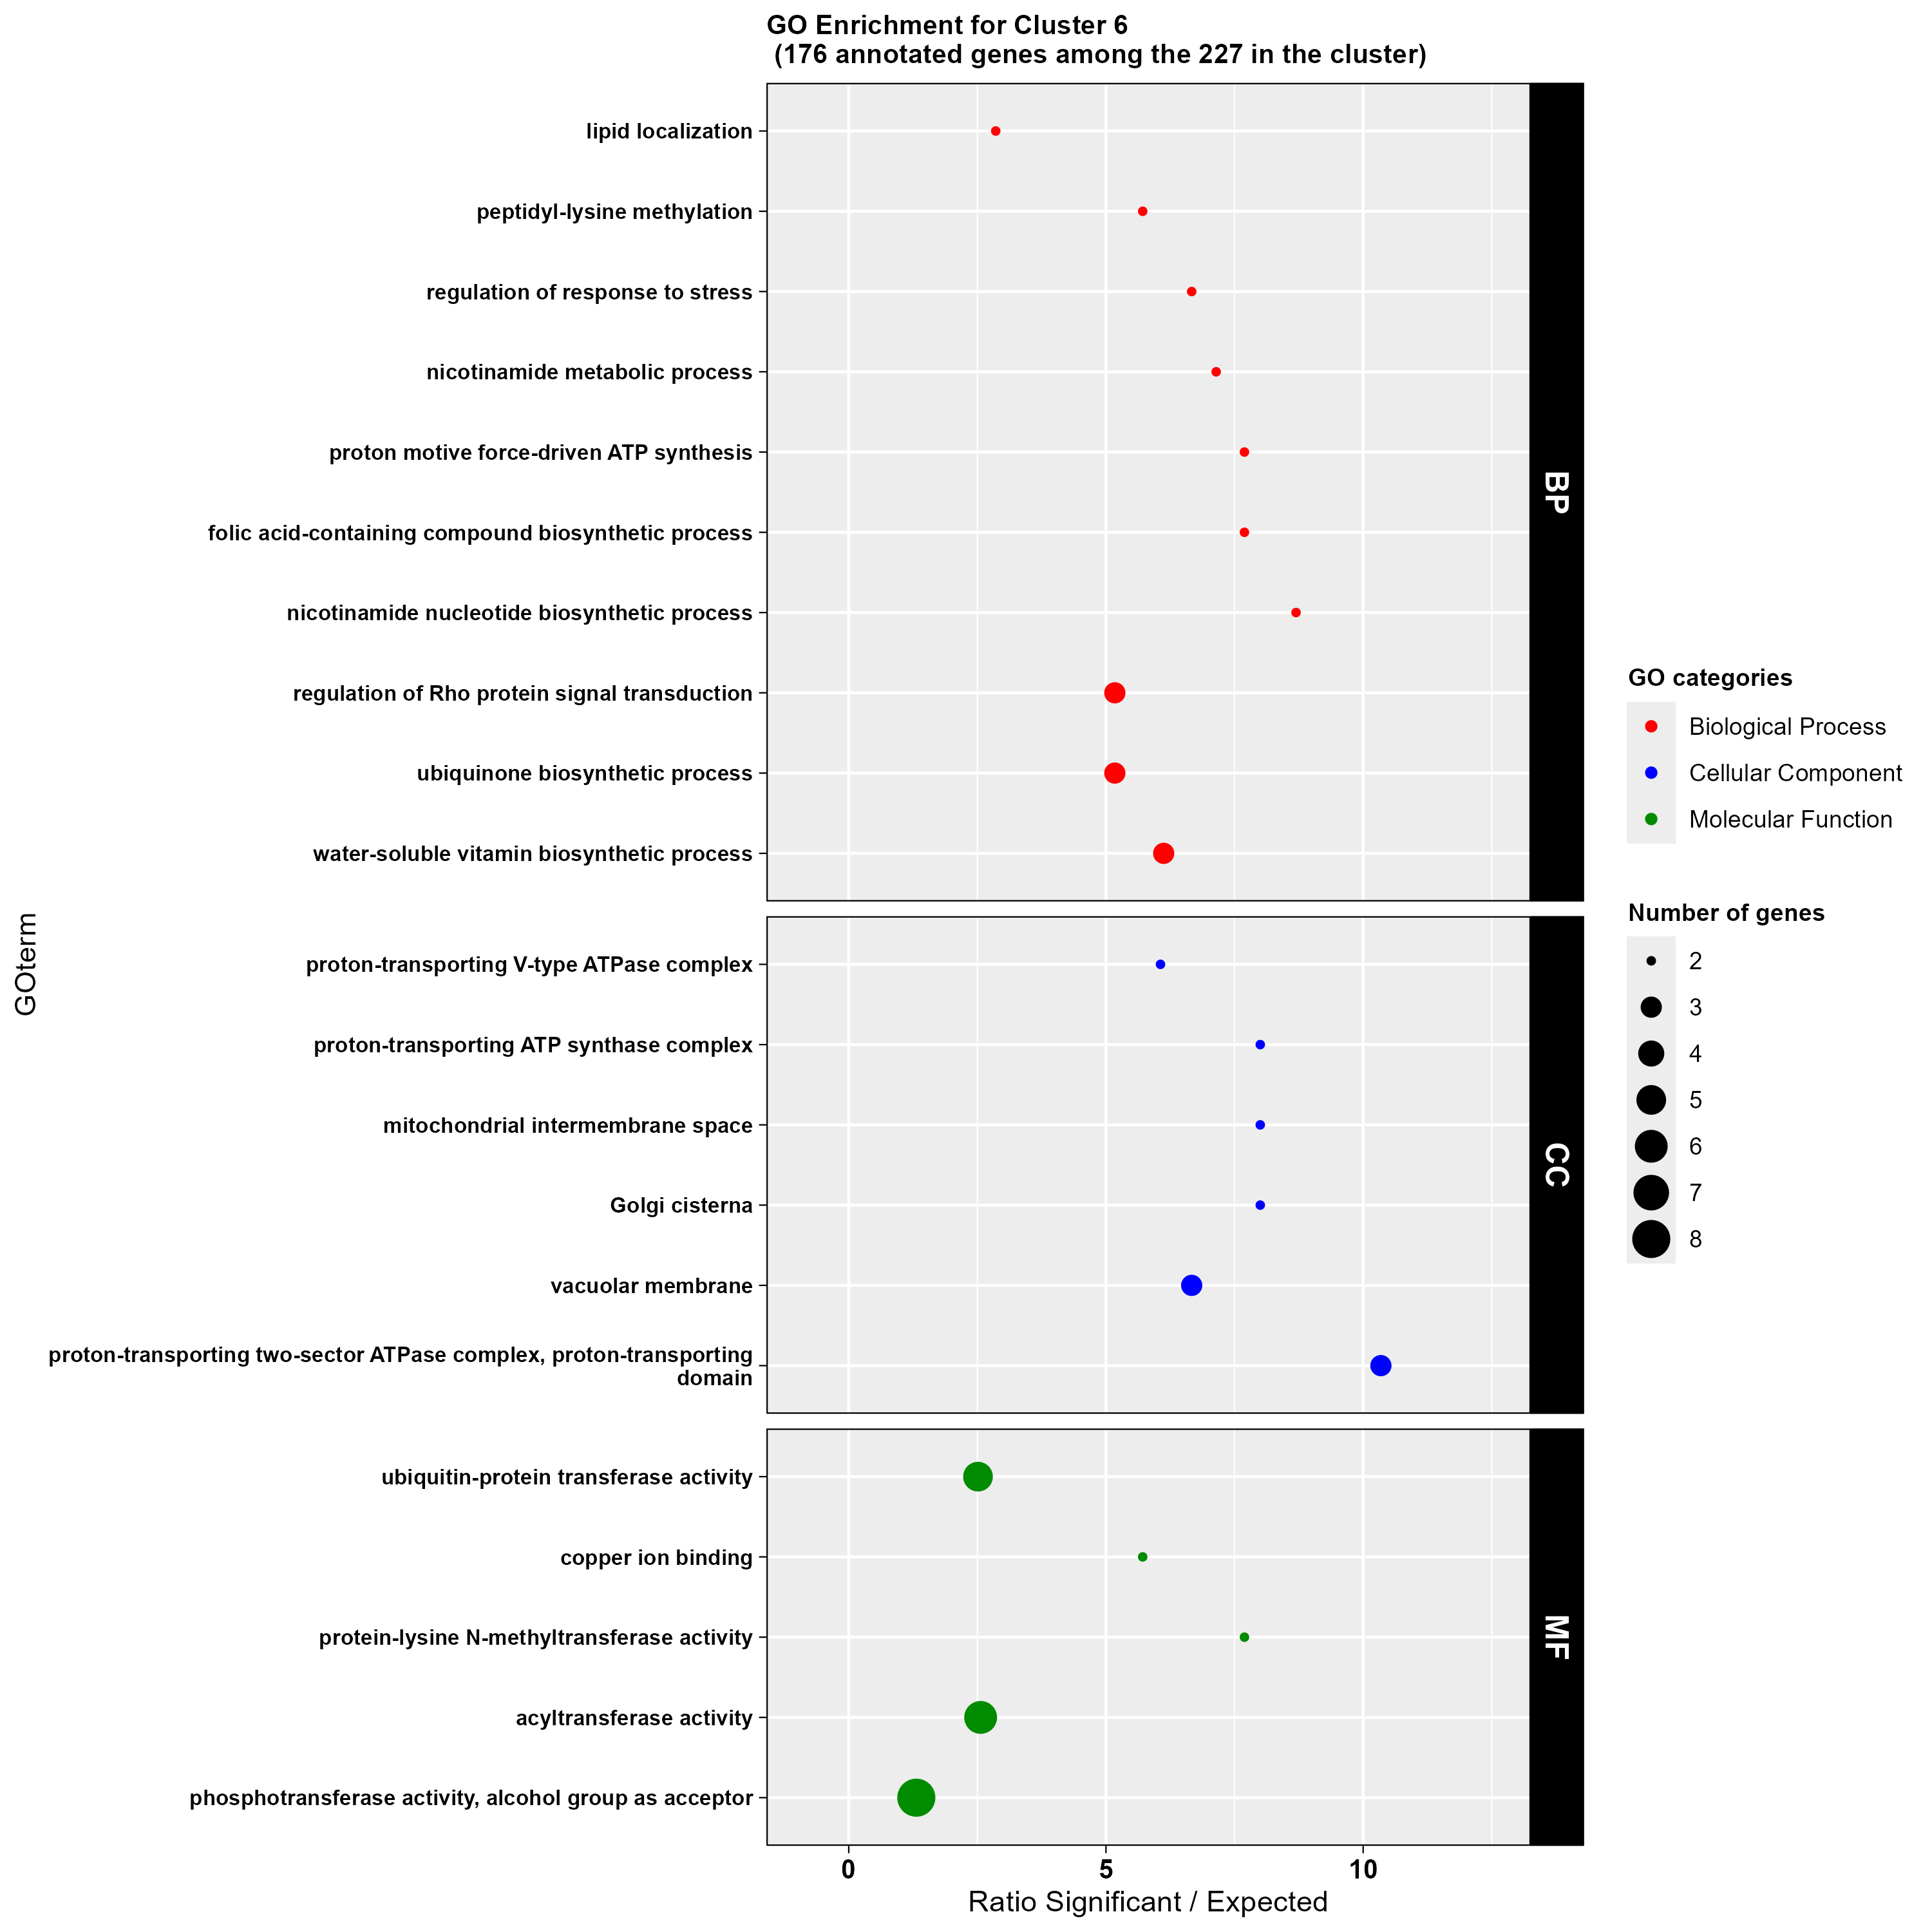 GO Enrichment for Cluster 6
(176 annotated genes among the 227 in the cluster)
lipid localization
peptidyl-lysine methylation
regulation of response to stress
nicotinamide metabolic process
proton motive force-driven ATP synthesis
folic acid-containing compound biosynthetic process
nicotinamide nucleotide biosynthetic process
regulation of Rho protein signal transduction
ubiquinone biosynthetic process
water-soluble vitamin biosynthetic process
BP
proton-transporting V-type ATPase complex
proton-transporting ATP synthase complex
mitochondrial intermembrane space
Golgi cisterna
vacuolar membrane
proton-transporting two-sector ATPase complex, proton-transporting
domain
CC
ubiquitin-protein transferase activity
copper ion binding
protein-lysine N-methyltransferase activity
acyltransferase activity
phosphotransferase activity, alcohol group as acceptor
MF
GOterm
0
5
10
Ratio Significant / Expected
GO categories
Biological Process
Cellular Component
Molecular Function
Number of genes
2
3
4
5
6
7
8